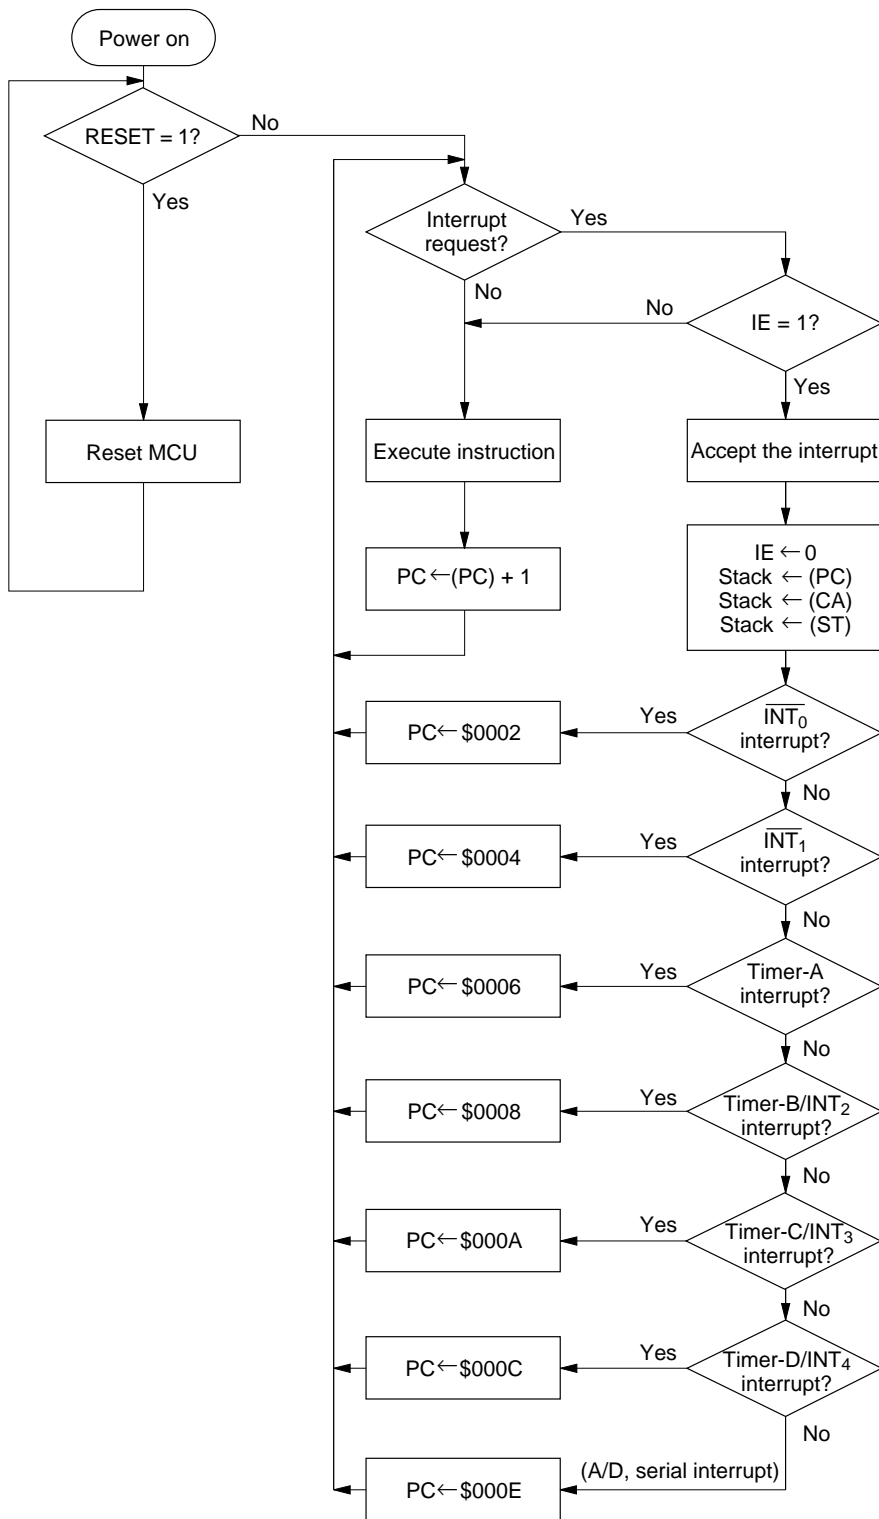 Power on
RESET = 1?
No
Yes
Interrupt
request?
Yes
No
No
IE = 1?
Yes
Reset MCU
Execute instruction
Accept the interrupt
PC ← (PC) + 1
IE ← 0
Stack ← (PC)
Stack ← (CA)
Stack ← (ST)
PC ← $0002
Yes
INT0
interrupt?
No
PC ← $0004
Yes
INT1
interrupt?
No
PC ← $0006
Yes
Timer-A
interrupt?
No
PC ← $0008
Yes
Timer-B/INT2
interrupt?
No
PC ← $000A
Yes
Timer-C/INT3
interrupt?
No
PC ← $000C
Yes
Timer-D/INT4
interrupt?
No
PC ← $000E
(A/D, serial interrupt)